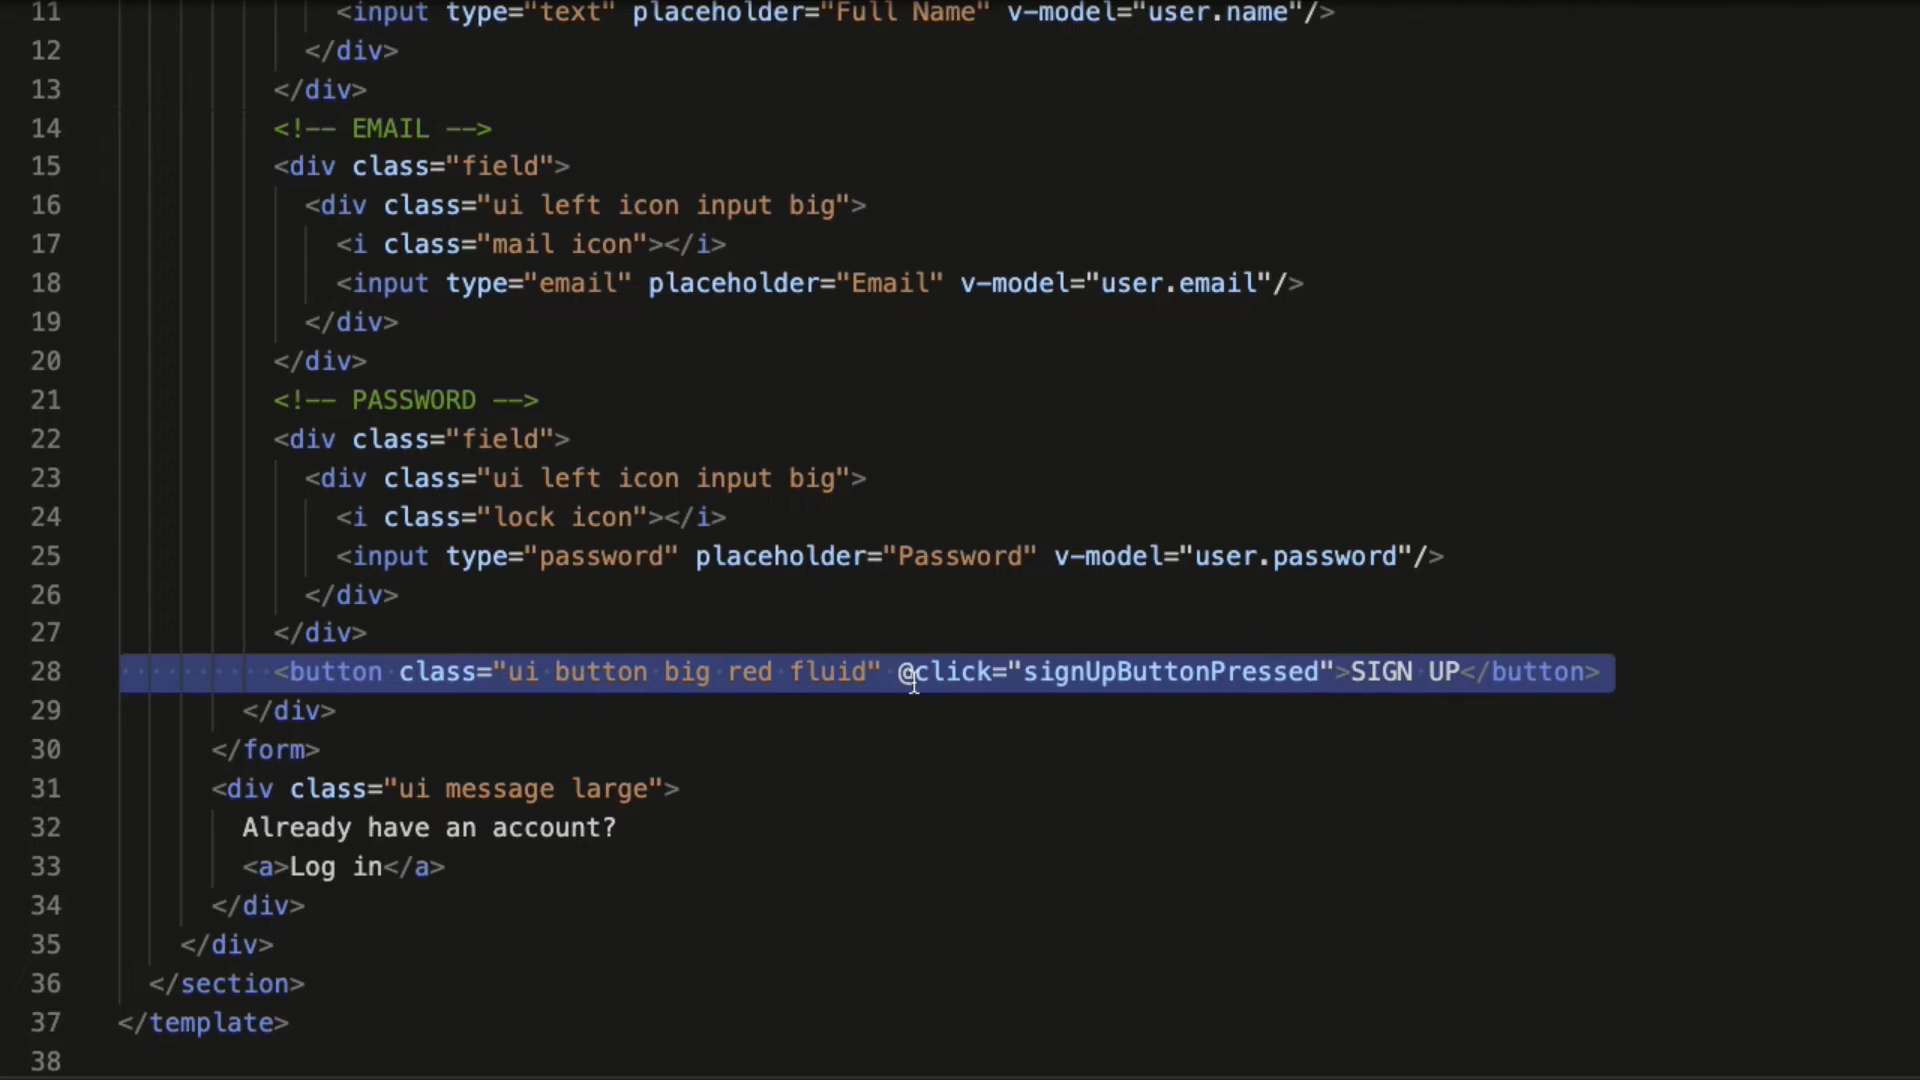 11 <input type="text" placeholder="Full Name" v-model="user.name"/>
12 </div>
13 </div>
14 <!-- EMAIL -->
15 <div class="field">
16 <div class="ui left icon input big">
17 <i class="mail icon"></i>
18 <input type="email" placeholder="Email" v-model="user.email"/>
19 </div>
20 </div>
21 <!-- PASSWORD -->
22 <div class="field">
23 <div class="ui left icon input big">
24 <i class="lock icon"></i>
25 <input type="password" placeholder="Password" v-model="user.password"/>
26 </div>
27 </div>
28 <button class="ui button big red fluid" @click="signUpButtonPressed">SIGN UP</button>
29 </div>
30 </form>
31 <div class="ui message large">
32 Already have an account?
33 <a>Log in</a>
34 </div>
35 </div>
36 </section>
37 </template>
38